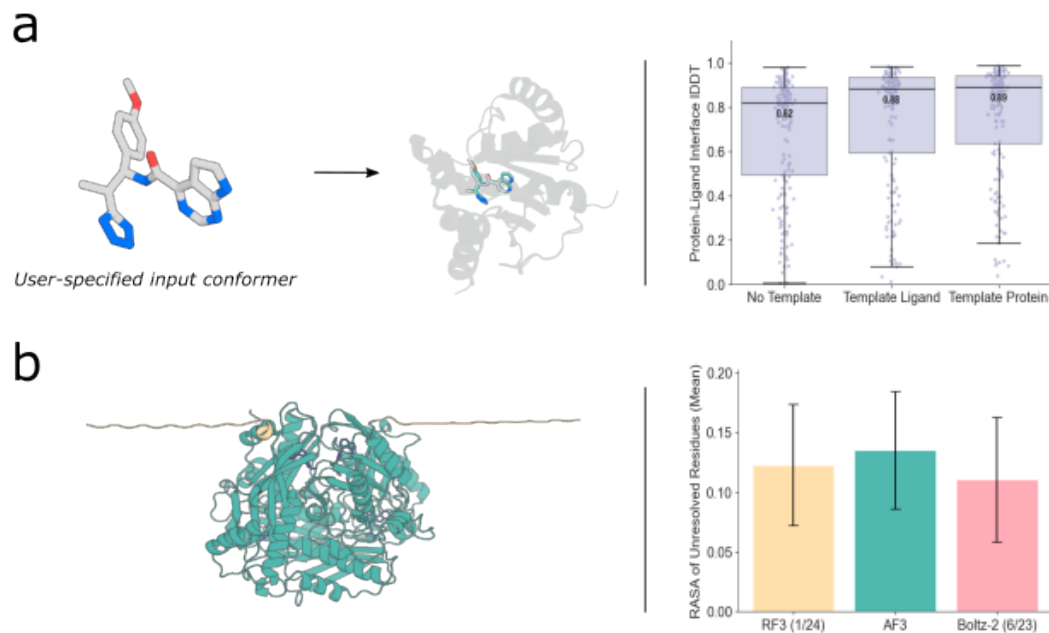 a
User-specified input conformer
Protein-Ligand Interface lDDT
1.0
0.8
0.6
0.4
0.2
0.0
0.82
0.88
0.89
No Template
Template Ligand
Template Protein
b
RASA of Unresolved Residues (Mean)
0.20
0.15
0.10
0.05
0.00
RF3 (1/24)
AF3
Boltz-2 (6/23)